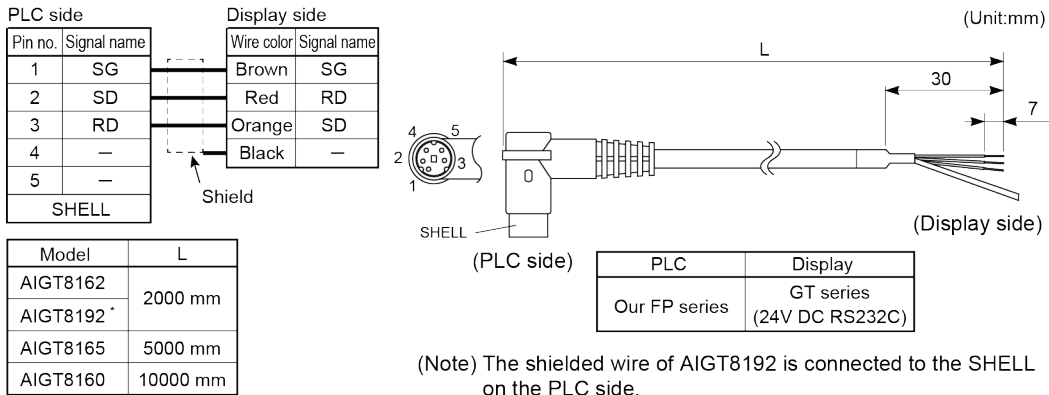 PLC side
Display side
Pin no. Signal name
Wire color Signal name
1 SG
Brown SG
2 SD
Red RD
3 RD
Orange SD
4 —
Black —
5 —
SHELL
Shield
Model L
AIGT8162
2000 mm
AIGT8192 *
AIGT8165 5000 mm
AIGT8160 10000 mm
(Unit:mm)
L
30
7
4 5
2 3
1
SHELL
(PLC side)
(Display side)
PLC Display
Our FP series
GT series
(24V DC RS232C)
(Note) The shielded wire of AIGT8192 is connected to the SHELL
on the PLC side.